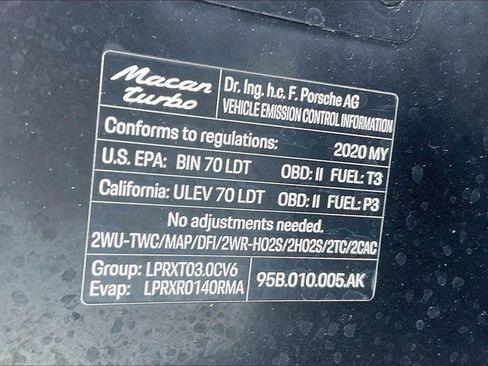 Macan turbo
Dr. Ing. h.c. F. Porsche AG
VEHICLE EMISSION CONTROL INFORMATION
Conforms to regulations: 2020 MY
U.S. EPA: BIN 70 LDT OBD: II FUEL: T3
California: ULEV 70 LDT OBD: II FUEL: P3
No adjustments needed.
2WU-TWC/MAP/DFI/2WR-HO2S/2HO2S/2TC/2CAC
Group: LPRXT03.0CV6
Evap: LPRXR0140RMA
95B.010.005.AK